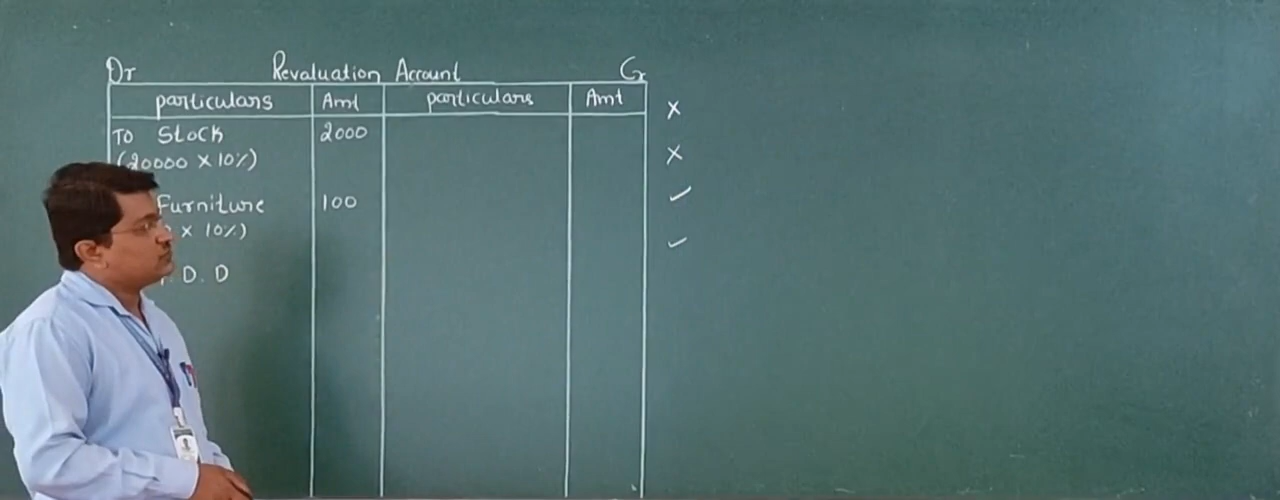 Dr Revaluation Account Cr
particulars Amt particulars Amt
To Stock 2000
(20000 x 10%)
Furniture 100
x 10%)
. D. D